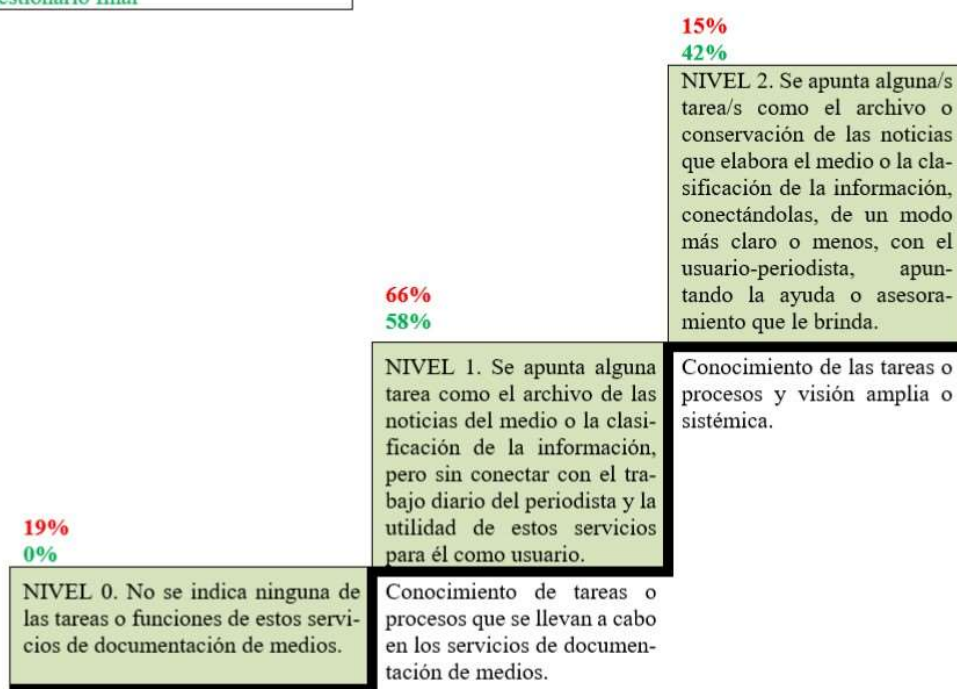 15%
42%
NIVEL 2. Se apunta alguna/s
tarea/s como el archivo o
conservación de las noticias
que elabora el medio o la cla-
sificación de la información,
conectándolas, de un modo
más claro o menos, con el
usuario-periodista, apun-
tando la ayuda o asesora-
miento que le brinda.
Conocimiento de las tareas o
procesos y visión amplia o
sistémica.
66%
58%
NIVEL 1. Se apunta alguna
tarea como el archivo de las
noticias del medio o la clasi-
ficación de la información,
pero sin conectar con el tra-
bajo diario del periodista y la
utilidad de estos servicios
para él como usuario.
Conocimiento de tareas o
procesos que se llevan a cabo
en los servicios de documen-
tación de medios.
19%
0%
NIVEL 0. No se indica ninguna de
las tareas o funciones de estos servi-
cios de documentación de medios.